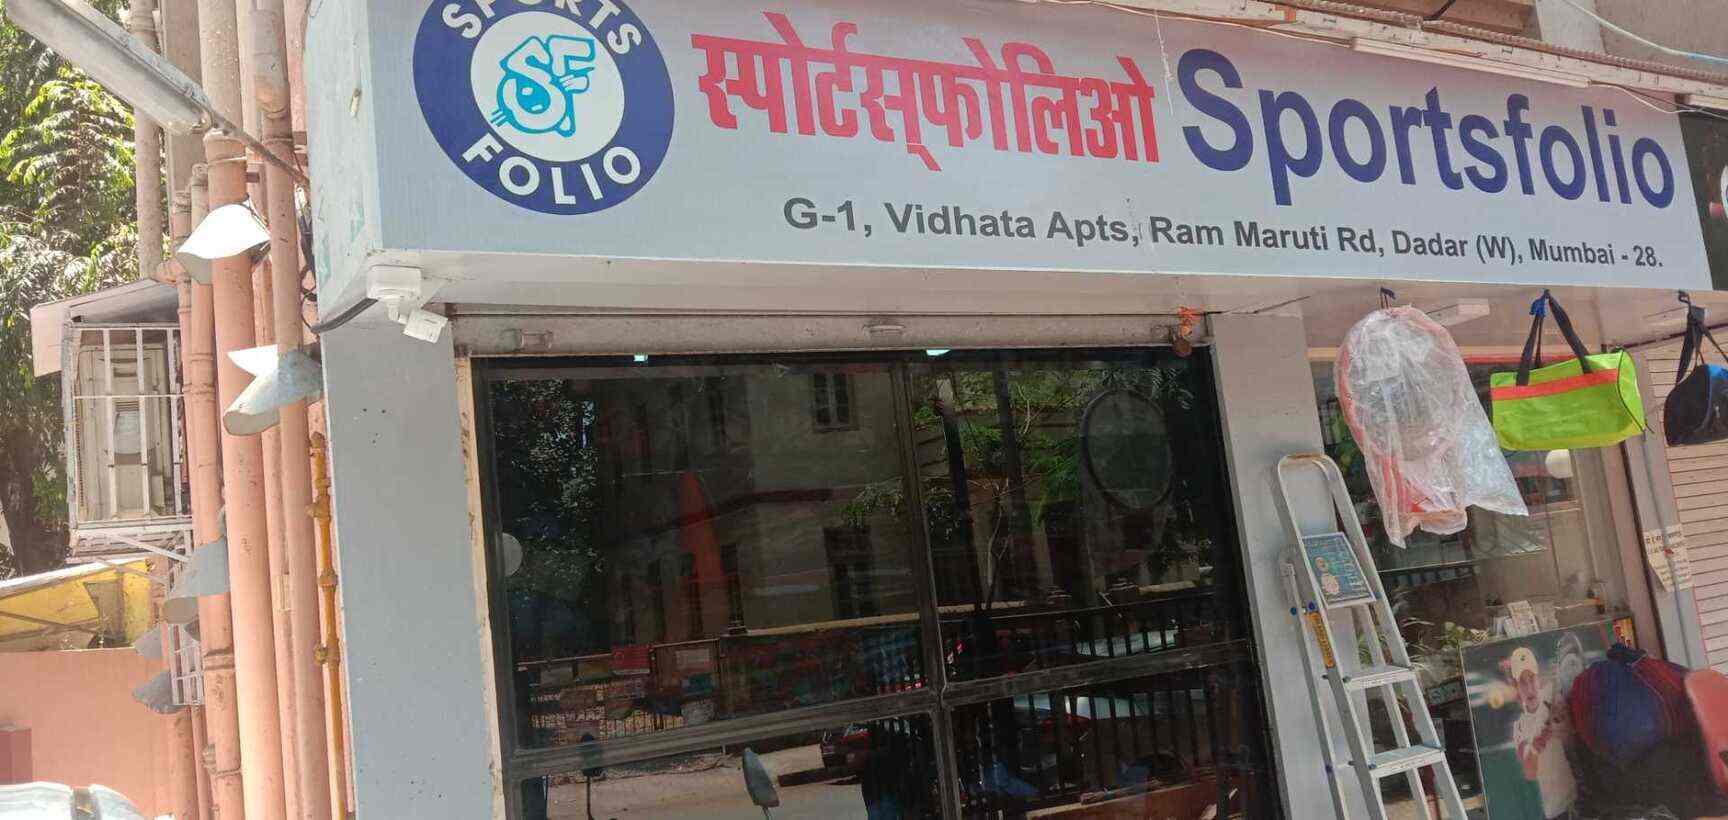 SPORTS
SF
FOLIO
स्पोर्टस्फोलिओ Sportsfolio
G-1, Vidhata Apts, Ram Maruti Rd, Dadar (W), Mumbai - 28.